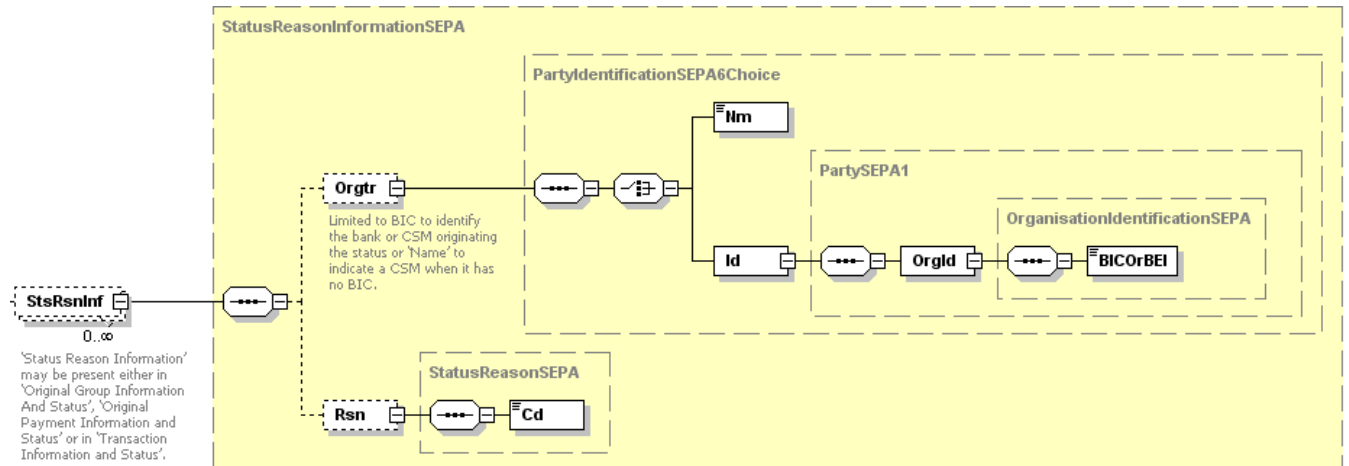 StatusReasonInformationSEPA
PartyIdentificationSEPA6Choice
Nm
PartySEPA1
Orgtr
OrganisationIdentificationSEPA
Limited to BIC to identify
the bank or CSM originating
the status or 'Name' to
indicate a CSM when it has
no BIC.
Id
OrgId
BICOrBEI
StsRsnInf
0..∞
'Status Reason Information'
may be present either in
'Original Group Information
And Status', 'Original
Payment Information and
Status' or in 'Transaction
Information and Status'.
StatusReasonSEPA
Rsn
Cd